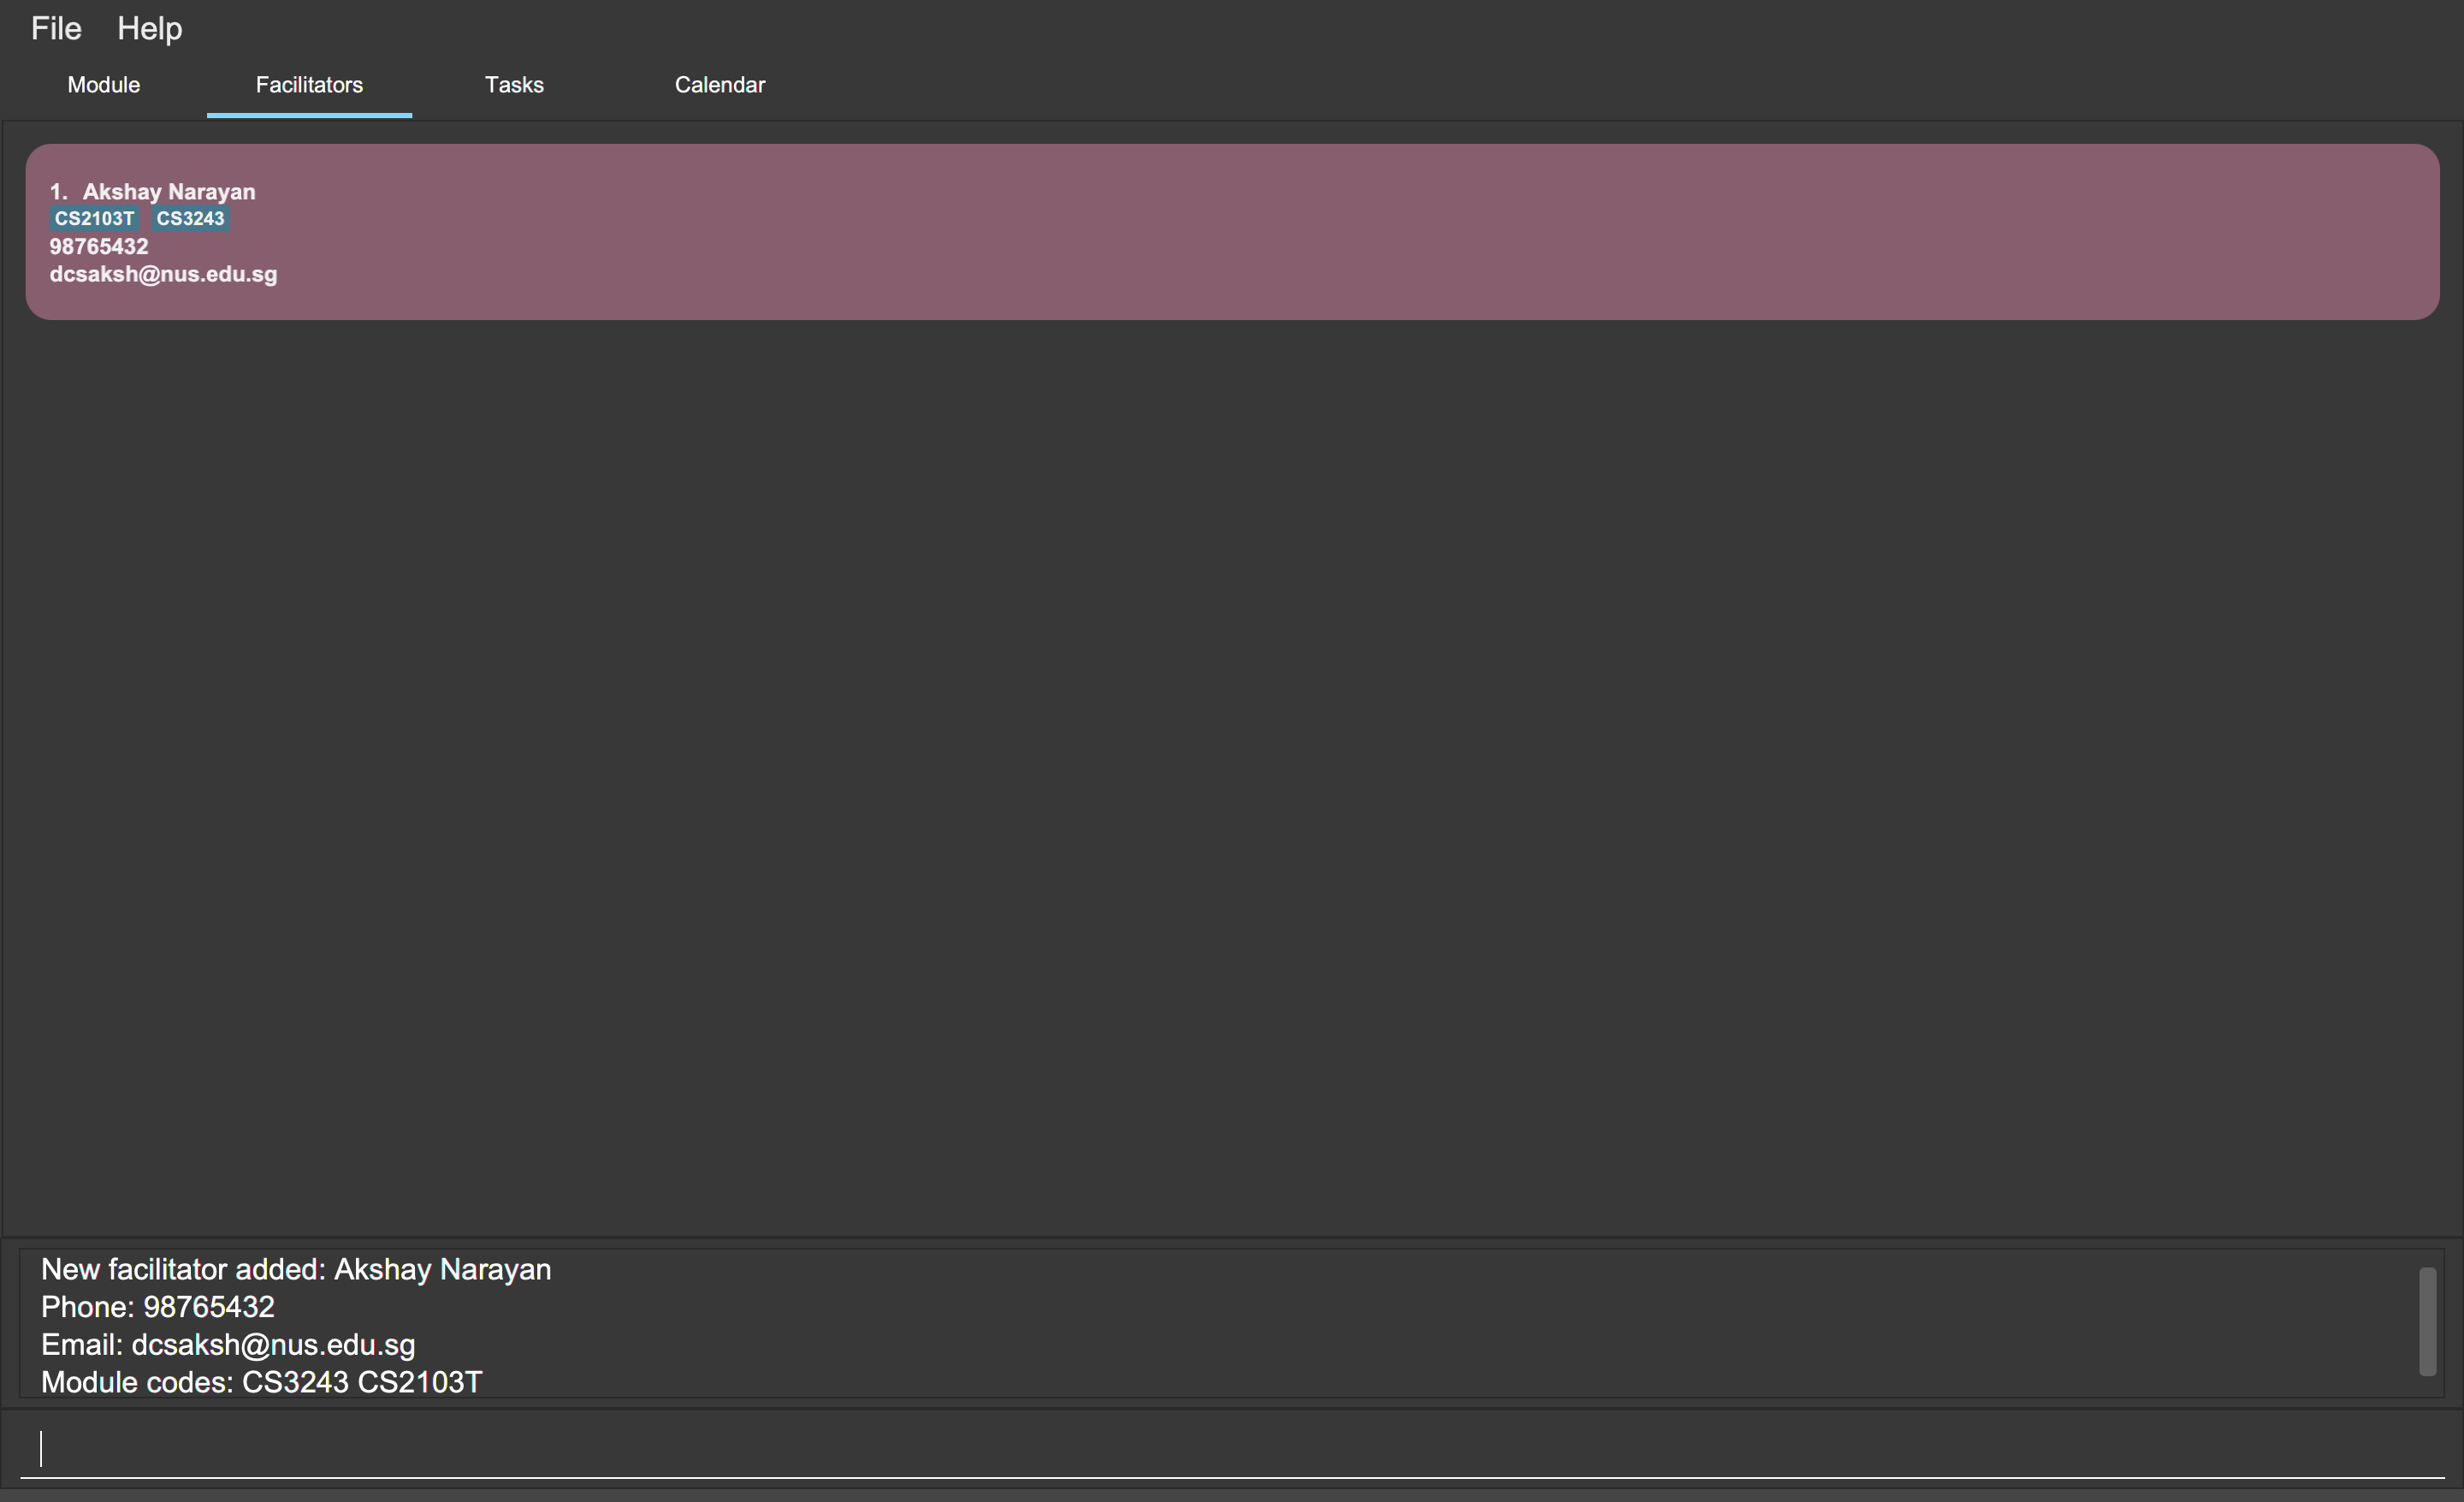 File Help
Module Facilitators Tasks Calendar
1. Akshay Narayan
CS2103T CS3243
98765432
dcsaksh@nus.edu.sg
New facilitator added: Akshay Narayan
Phone: 98765432
Email: dcsaksh@nus.edu.sg
Module codes: CS3243 CS2103T